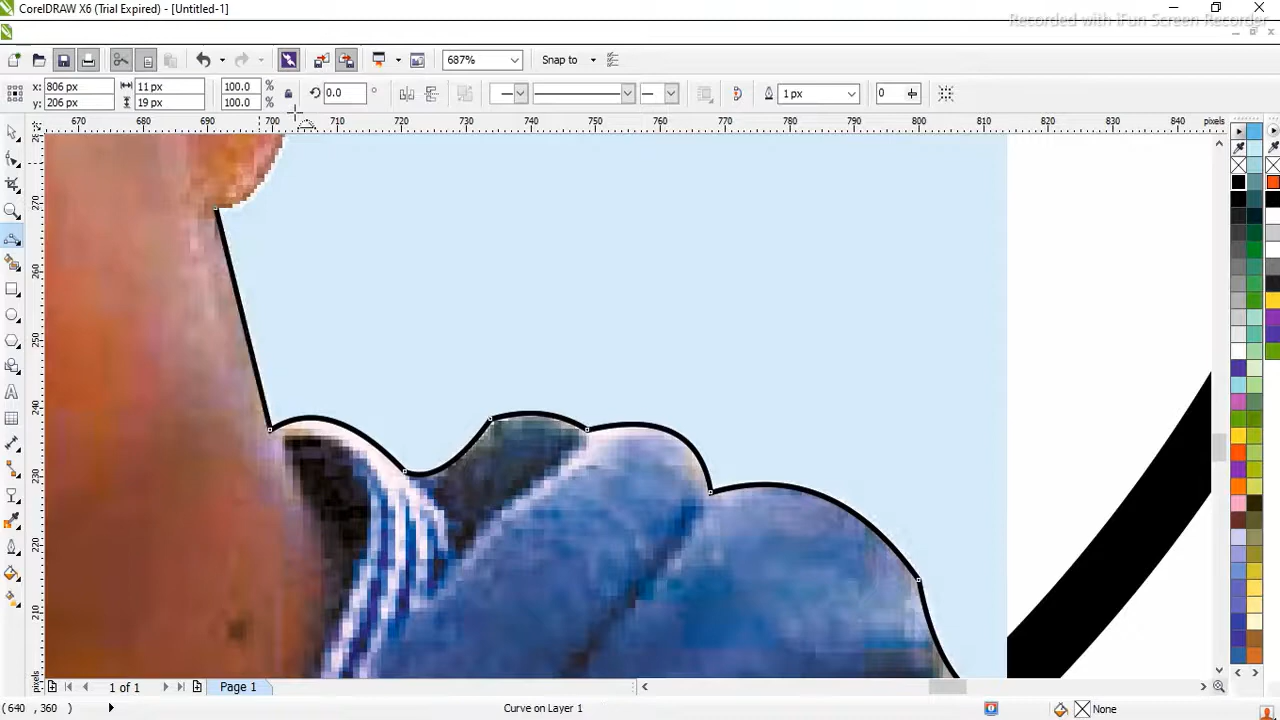 CorelDRAW X6 (Trial Expired) - [Untitled-1]
Recorded with iFun Screen Recorder
687%
Snap to
x: 806 px
y: 206 px
11 px
19 px
100.0 %
100.0 %
0.0 °
1 px
0
670 680 690 700 710 720 730 740 750 760 770 780 790 800 810 820 830 840 pixels
270
260
250
240
230
220
210
pixels
1 of 1
Page 1
( 640 , 360 )
Curve on Layer 1
None